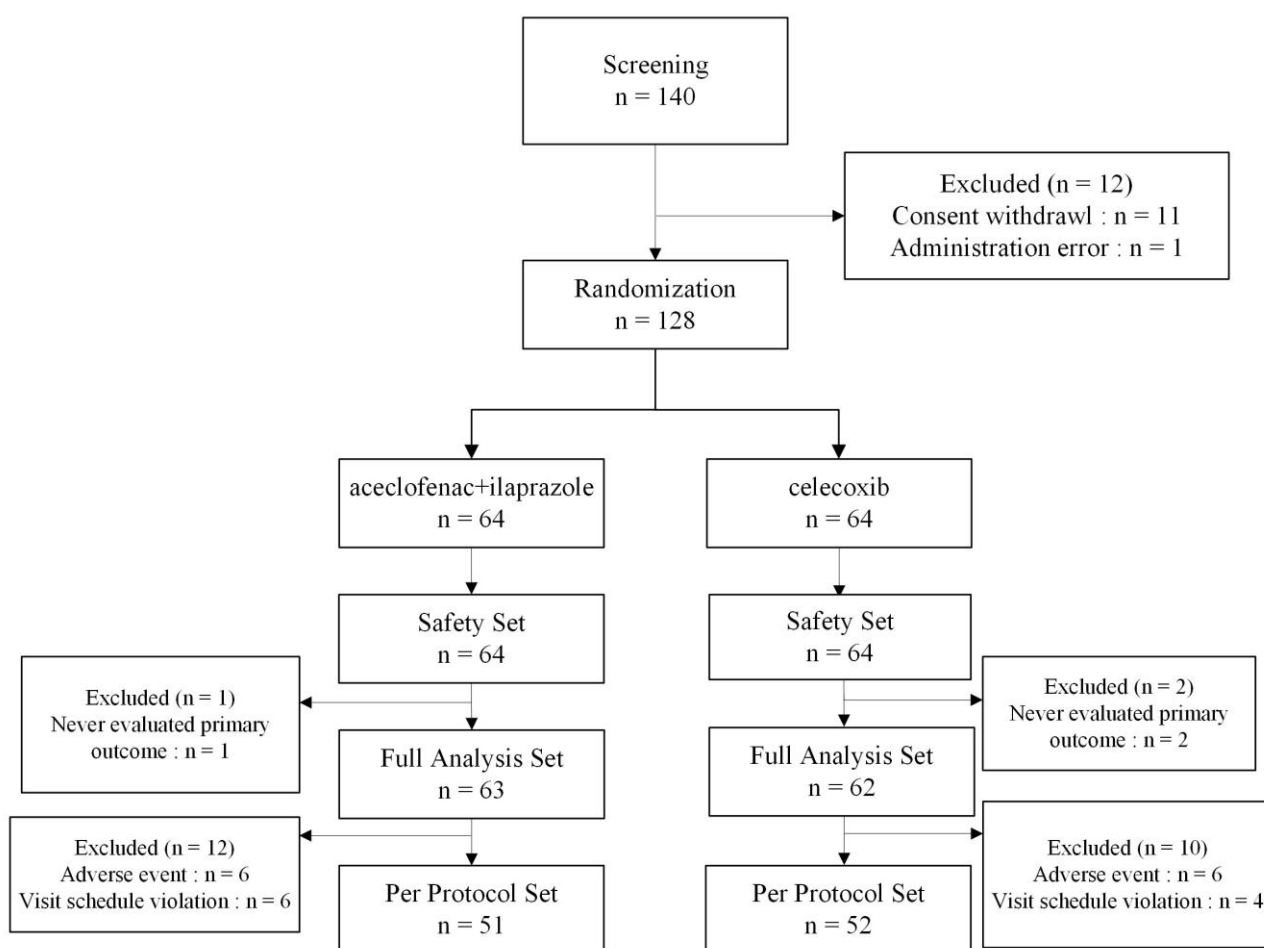 Screening
n = 140
Excluded (n = 12)
Consent withdrawl : n = 11
Administration error : n = 1
Randomization
n = 128
aceclofenac+ilaprazole
n = 64
celecoxib
n = 64
Safety Set
n = 64
Safety Set
n = 64
Excluded (n = 1)
Never evaluated primary
outcome : n = 1
Excluded (n = 2)
Never evaluated primary
outcome : n = 2
Full Analysis Set
n = 63
Full Analysis Set
n = 62
Excluded (n = 12)
Adverse event : n = 6
Visit schedule violation : n = 6
Excluded (n = 10)
Adverse event : n = 6
Visit schedule violation : n = 4
Per Protocol Set
n = 51
Per Protocol Set
n = 52